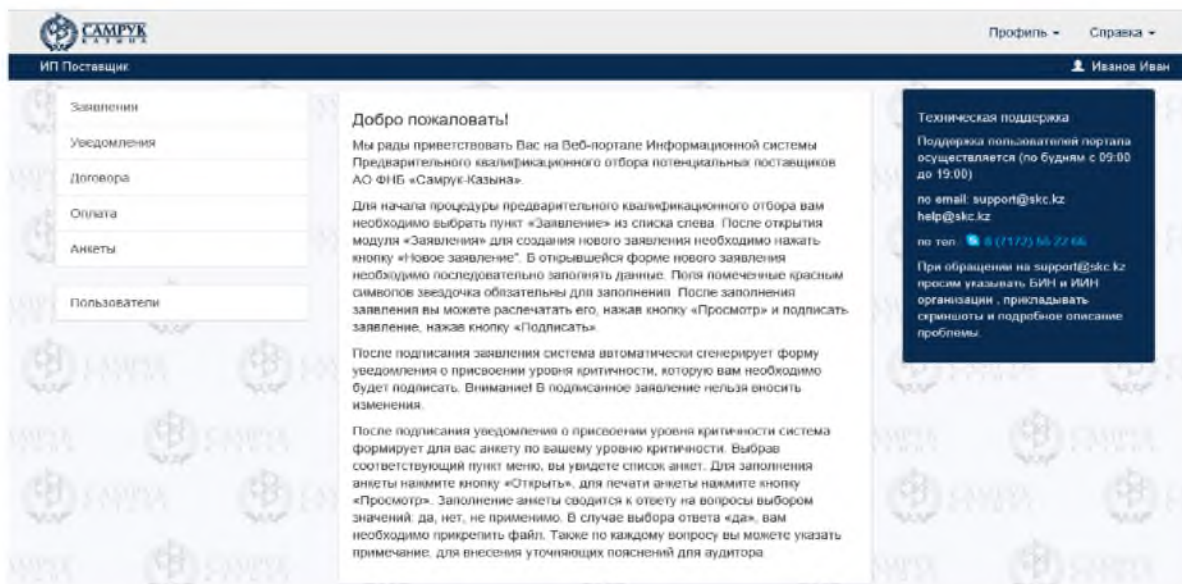 САМРУК
КАЗЫНА
Профиль
Справка
ИП Поставщик
Иванов Иван
Заявления
Уведомления
Договора
Оплата
Анкеты
Пользователи
Добро пожаловать!
Мы рады приветствовать Вас на Веб-портале Информационной системы
Предварительного квалификационного отбора потенциальных поставщиков
АО ФНБ «Самрук-Казына».
Для начала процедуры предварительного квалификационного отбора вам
необходимо выбрать пункт «Заявление» из списка слева. После открытия
модуля «Заявления» для создания нового заявления необходимо нажать
кнопку «Новое заявление". В открывшейся форме нового заявления
необходимо последовательно заполнять данные. Поля помеченные красным
символов звездочка обязательны для заполнения. После заполнения
заявления вы можете распечатать его, нажав кнопку «Просмотр» и подписать
заявление, нажав кнопку «Подписать».
После подписания заявления система автоматически сгенерирует форму
уведомления о присвоении уровня критичности, которую вам необходимо
будет подписать. Внимание! В подписанное заявление нельзя вносить
изменения.
После подписания уведомления о присвоении уровня критичности система
формирует для вас анкету по вашему уровню критичности. Выбрав
соответствующий пункт меню, вы увидете список анкет. Для заполнения
анкеты нажмите кнопку «Открыть», для печати анкеты нажмите кнопку
«Просмотр». Заполнение анкеты сводится к ответу на вопросы выбором
значений: да, нет, не применимо. В случае выбора ответа «да», вам
необходимо прикрепить файл. Также по каждому вопросу вы можете указать
примечание, для внесения уточняющих пояснений для аудитора.
Техническая поддержка
Поддержка пользователей портала
осуществляется (по будням с 09:00
до 19:00)
по email: support@skc.kz
help@skc.kz
по тел.: 8 (7172) 55 22 66
При обращении на support@skc.kz
просим указывать БИН и ИИН
организации , прикладывать
скриншоты и подробное описание
проблемы.